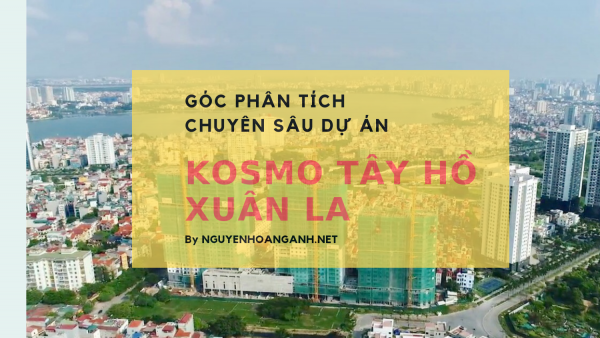 GÓC PHÂN TÍCH
CHUYÊN SÂU DỰ ÁN
KOSMO TÂY HỒ
XUÂN LA
By NGUYENHOANGANH.NET